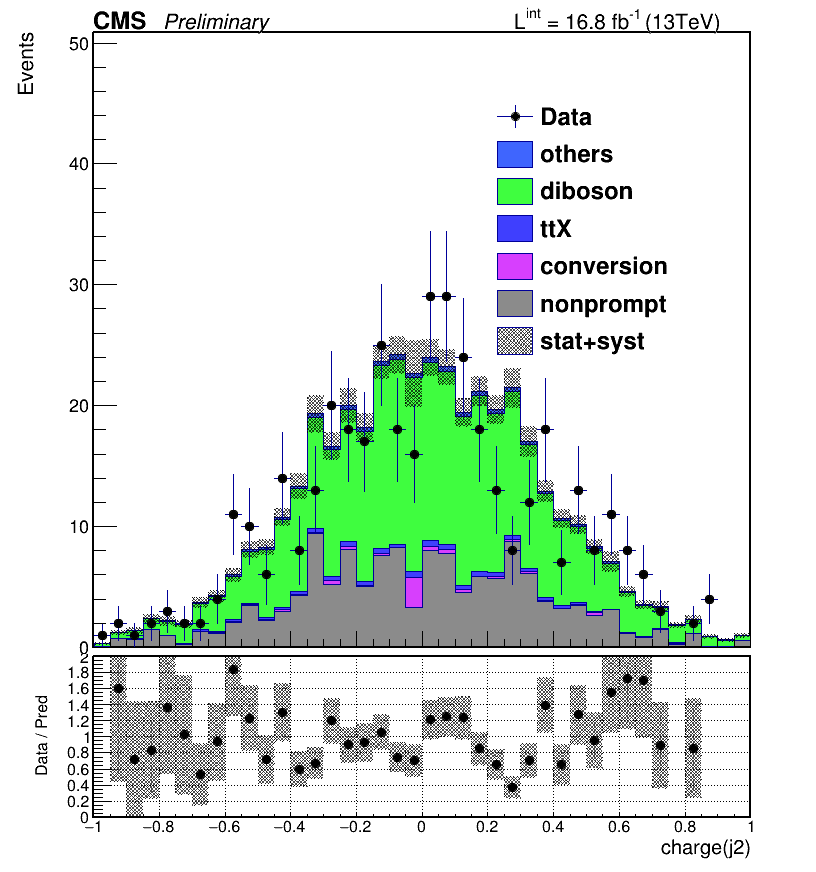 CMS Preliminary L^int = 16.8 fb^-1 (13TeV)
Events
50
40
30
20
10
0
Data
others
diboson
ttX
conversion
nonprompt
stat+syst
Data / Pred
2
1.8
1.6
1.4
1.2
1
0.8
0.6
0.4
0.2
0
−1 −0.8 −0.6 −0.4 −0.2 0 0.2 0.4 0.6 0.8 1
charge(j2)